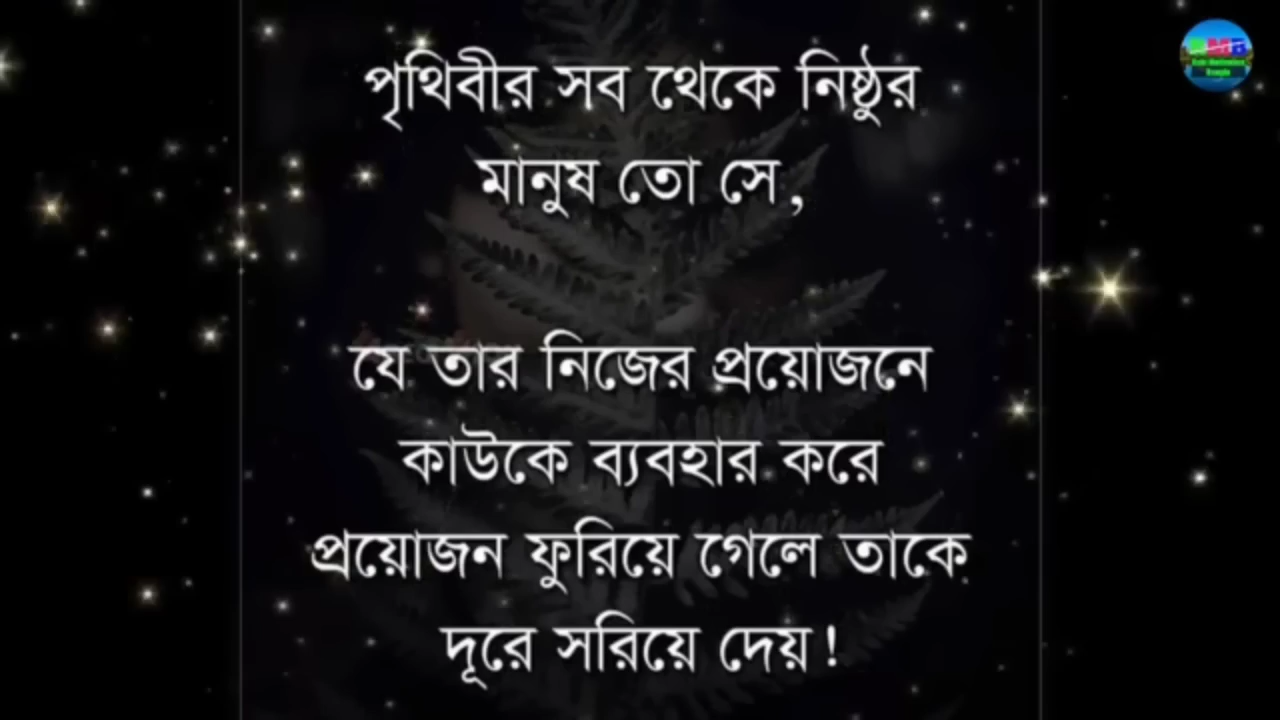 পৃথিবীর সব থেকে নিষ্ঠুর
মানুষ তো সে,
যে তার নিজের প্রয়োজনে
কাউকে ব্যবহার করে
প্রয়োজন ফুরিয়ে গেলে তাকে
দূরে সরিয়ে দেয়!